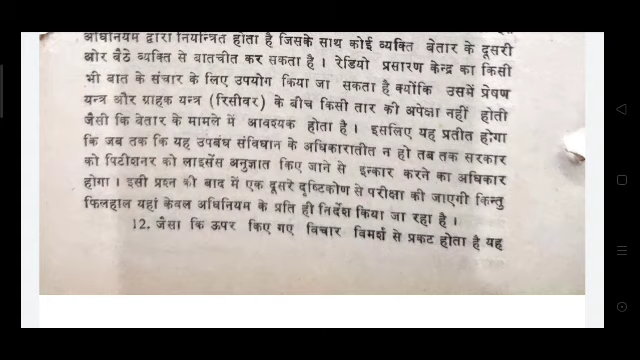 अधिनियम द्वारा नियन्त्रित होता है जिसके साथ कोई व्यक्ति बेतार के दूसरी
ओर बैठे व्यक्ति से बातचीत कर सकता है । रेडियो प्रसारण केन्द्र का किसी
भी बात के संचार के लिए उपयोग किया जा सकता है क्योंकि उसमें प्रेषण
यन्त्र और ग्राहक यन्त्र (रिसीवर) के बीच किसी तार की अपेक्षा नहीं होती
जैसी कि बेतार के मामले में आवश्यक होता है । इसलिए यह प्रतीत होगा
कि जब तक कि यह उपबंध संविधान के अधिकारातीत न हो तब तक सरकार
को पिटीशनर को लाइसेंस अनुज्ञात किए जाने से इन्कार करने का अधिकार
होगा । इसी प्रश्न की बाद में एक दूसरे दृष्टिकोण से परीक्षा की जाएगी किन्तु
फिलहाल यहां केवल अधिनियम के प्रति ही निर्देश किया जा रहा है ।
12. जैसा कि ऊपर किए गए विचार विमर्श से प्रकट होता है यह